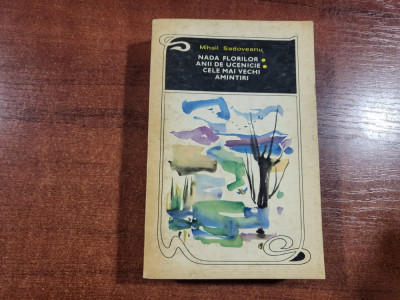 Mihail Sadoveanu
NADA FLORILOR •
ANII DE UCENICIE •
CELE MAI VECHI
AMINTIRI